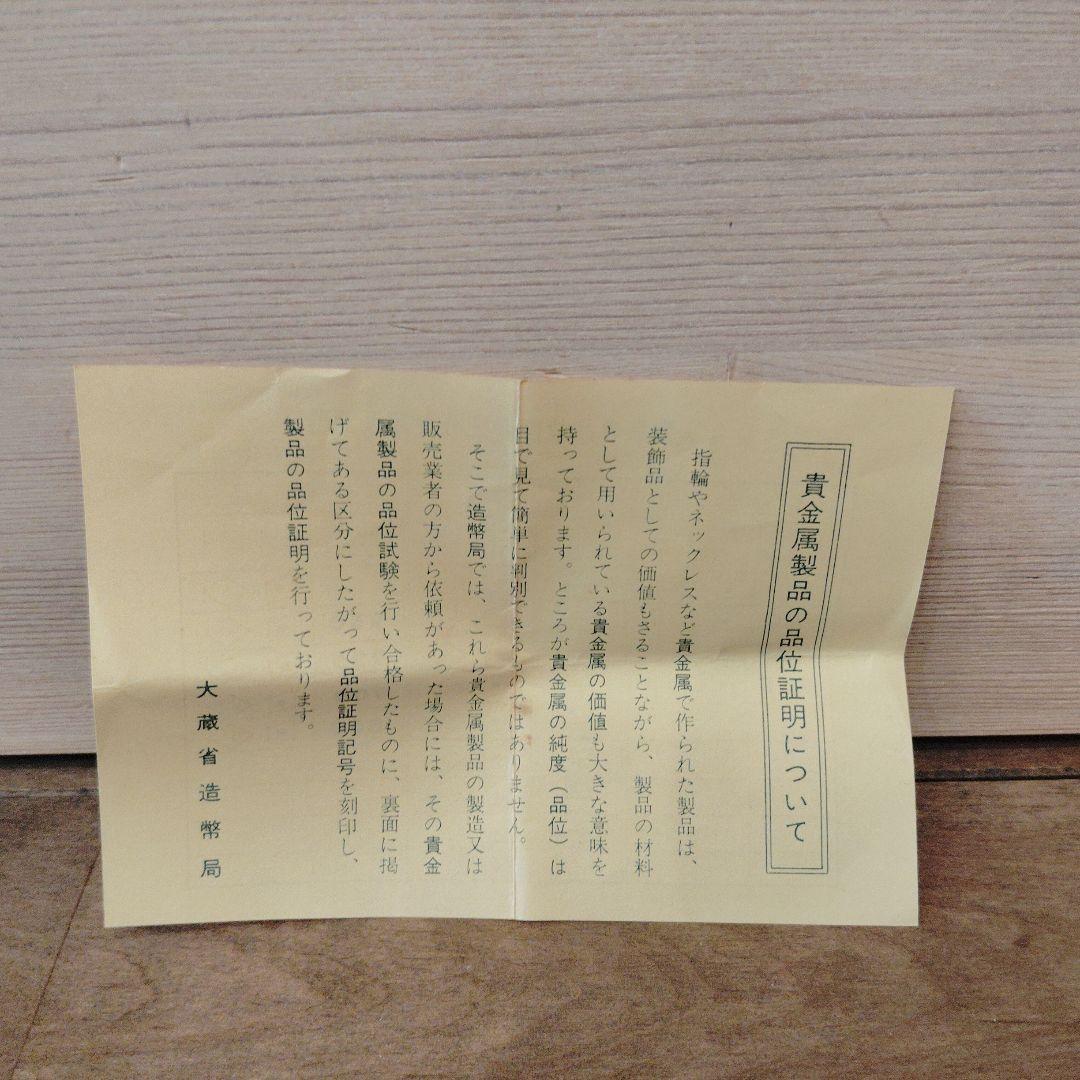 貴金属製品の品位証明について
指輪やネックレスなど貴金属で作られた製品は、
装飾品としての価値もさることながら、製品の材料
として用いられている貴金属の価値も大きな意味を
持っております。ところが貴金属の純度(品位)は
目で見て簡単に判別できるものではありません。
そこで造幣局では、これら貴金属製品の製造又は
販売業者の方から依頼があった場合には、その貴金
属製品の品位試験を行い合格したものに、裏面に掲
げてある区分にしたがって品位証明記号を刻印し、
製品の品位証明を行っております。
大蔵省造幣局